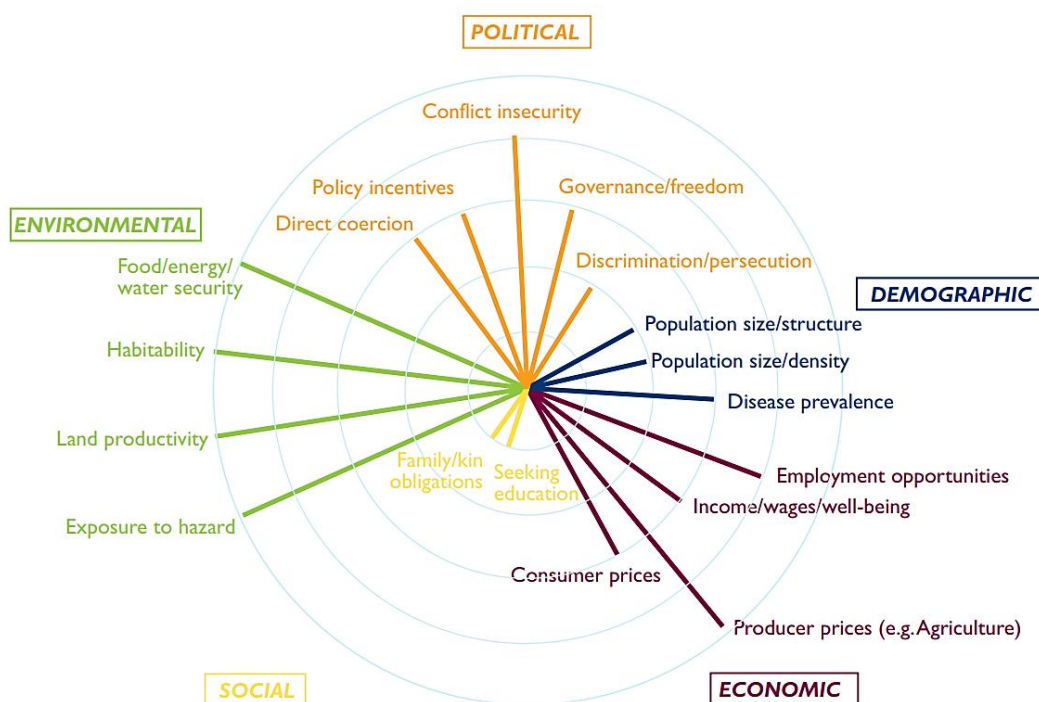 POLITICAL
Conflict insecurity
Policy incentives
Governance/freedom
Direct coercion
ENVIRONMENTAL
Discrimination/persecution
Food/energy/
water security
DEMOGRAPHIC
Population size/structure
Habitability
Population size/density
Disease prevalence
Land productivity
Family/kin
obligations
Seeking
education
Employment opportunities
Income/wages/well-being
Exposure to hazard
Consumer prices
Producer prices (e.g. Agriculture)
SOCIAL
ECONOMIC